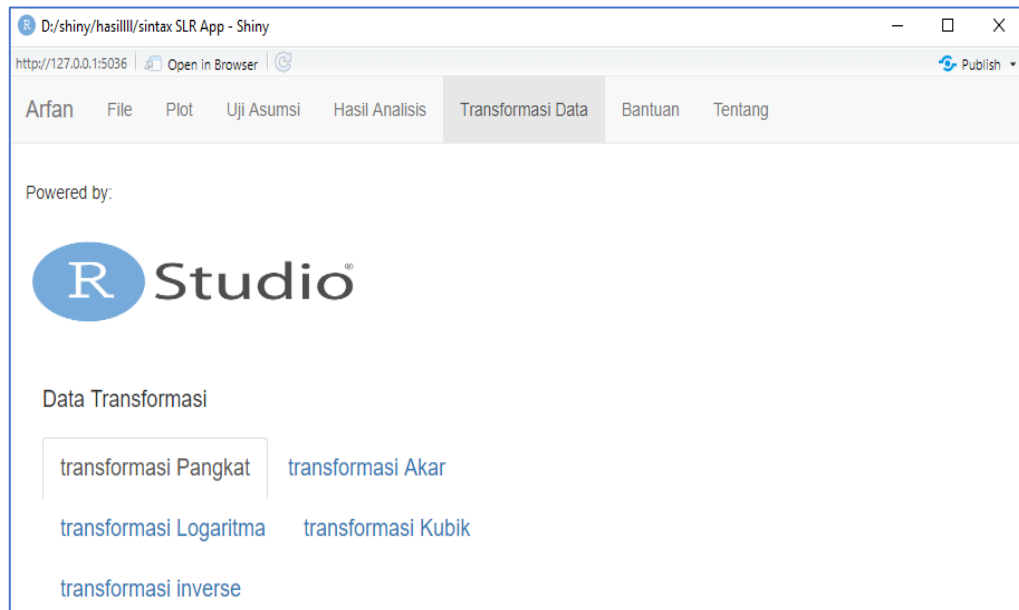 D:/shiny/hasillll/sintax SLR App - Shiny
http://127.0.0.1:5036 Open in Browser Publish
Arfan File Plot Uji Asumsi Hasil Analisis Transformasi Data Bantuan Tentang
Powered by:
R Studio®
Data Transformasi
transformasi Pangkat transformasi Akar
transformasi Logaritma transformasi Kubik
transformasi inverse